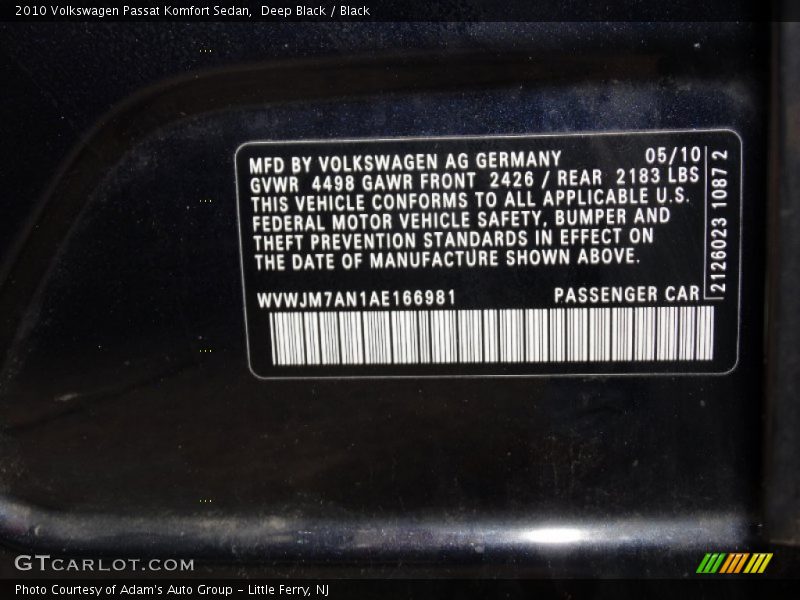 2010 Volkswagen Passat Komfort Sedan,  Deep Black / Black
MFD BY VOLKSWAGEN AG GERMANY 05/10
GVWR 4498 GAWR FRONT 2426 / REAR 2183 LBS
THIS VEHICLE CONFORMS TO ALL APPLICABLE U.S.
FEDERAL MOTOR VEHICLE SAFETY, BUMPER AND
THEFT PREVENTION STANDARDS IN EFFECT ON
THE DATE OF MANUFACTURE SHOWN ABOVE.
WVWJM7AN1AE166981 PASSENGER CAR
2126023 1087 2
GTCARLOT.COM
Photo Courtesy of Adam's Auto Group - Little Ferry, NJ